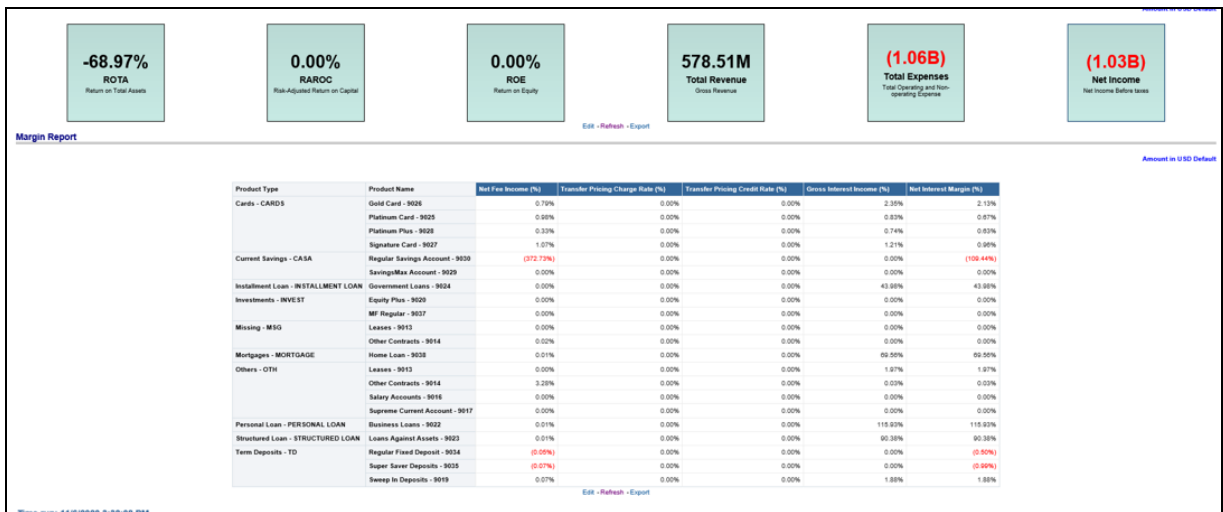 Amount in USD Default
-68.97% 0.00% 0.00% 578.51M (1.06B) (1.03B)
ROTA RAROC ROE Total Revenue Total Expenses Net Income
Return on Total Assets Risk-Adjusted Return on Capital Return on Equity Gross Revenue Total Operating and Non-operating Expense Net Income Before taxes
Edit - Refresh - Export
Margin Report
Amount in USD Default
Product Type Product Name Net Fee Income (%) Transfer Pricing Charge Rate (%) Transfer Pricing Credit Rate (%) Gross Interest Income (%) Net Interest Margin (%)
Cards - CARDS Gold Card - 9026 0.79% 0.00% 0.00% 2.35% 2.13%
Platinum Card - 9025 0.98% 0.00% 0.00% 0.83% 0.67%
Platinum Plus - 9028 0.33% 0.00% 0.00% 0.74% 0.63%
Signature Card - 9027 1.07% 0.00% 0.00% 1.21% 0.96%
Current Savings - CASA Regular Savings Account - 9030 (372.73%) 0.00% 0.00% 0.00% (109.44%)
SavingsMax Account - 9029 0.00% 0.00% 0.00% 0.00% 0.00%
Installment Loan - INSTALLMENT LOAN Government Loans - 9024 0.00% 0.00% 0.00% 43.98% 43.98%
Investments - INVEST Equity Plus - 9020 0.00% 0.00% 0.00% 0.00% 0.00%
MF Regular - 9037 0.00% 0.00% 0.00% 0.00% 0.00%
Missing - MSG Leases - 9013 0.00% 0.00% 0.00% 0.00% 0.00%
Other Contracts - 9014 0.02% 0.00% 0.00% 0.00% 0.00%
Mortgages - MORTGAGE Home Loan - 9038 0.01% 0.00% 0.00% 69.56% 69.56%
Others - OTH Leases - 9013 0.00% 0.00% 0.00% 1.97% 1.97%
Other Contracts - 9014 3.28% 0.00% 0.00% 0.03% 0.03%
Salary Accounts - 9016 0.00% 0.00% 0.00% 0.00% 0.00%
Supreme Current Account - 9017 0.00% 0.00% 0.00% 0.00% 0.00%
Personal Loan - PERSONAL LOAN Business Loans - 9022 0.01% 0.00% 0.00% 115.93% 115.93%
Structured Loan - STRUCTURED LOAN Loans Against Assets - 9023 0.01% 0.00% 0.00% 90.36% 90.36%
Term Deposits - TD Regular Fixed Deposit - 9034 (0.05%) 0.00% 0.00% 0.00% (0.50%)
Super Saver Deposits - 9035 (0.07%) 0.00% 0.00% 0.00% (0.99%)
Sweep In Deposits - 9019 0.07% 0.00% 0.00% 1.88% 1.88%
Edit - Refresh - Export